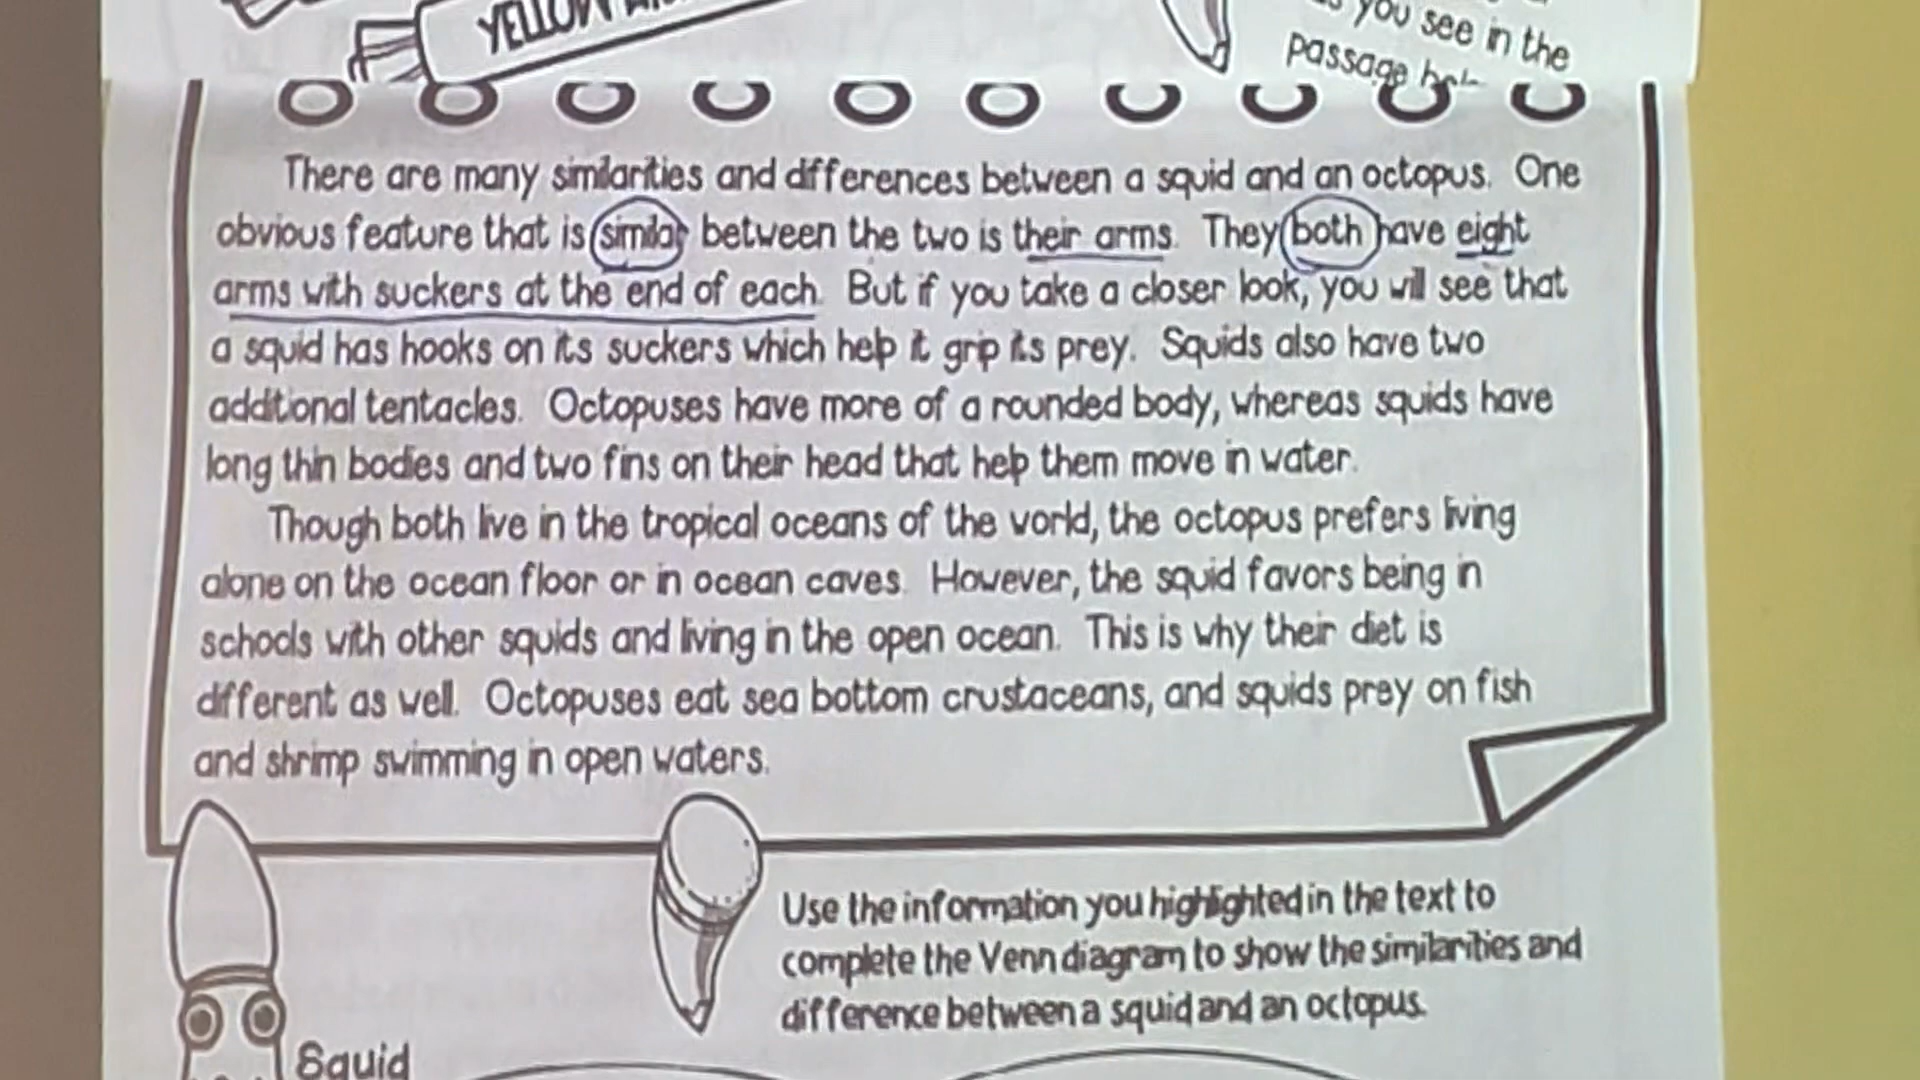 YELLOW
you see in the
passage
There are many similarities and differences between a squid and an octopus. One
obvious feature that is similar between the two is their arms. They both have eight
arms with suckers at the end of each. But if you take a closer look, you will see that
a squid has hooks on its suckers which help it grip its prey. Squids also have two
additional tentacles. Octopuses have more of a rounded body, whereas squids have
long thin bodies and two fins on their head that help them move in water.
Though both live in the tropical oceans of the world, the octopus prefers living
alone on the ocean floor or in ocean caves. However, the squid favors being in
schools with other squids and living in the open ocean. This is why their diet is
different as well. Octopuses eat sea bottom crustaceans, and squids prey on fish
and shrimp swimming in open waters.
Use the information you highlighted in the text to
complete the Venn diagram to show the similarities and
difference between a squid and an octopus.
Squid